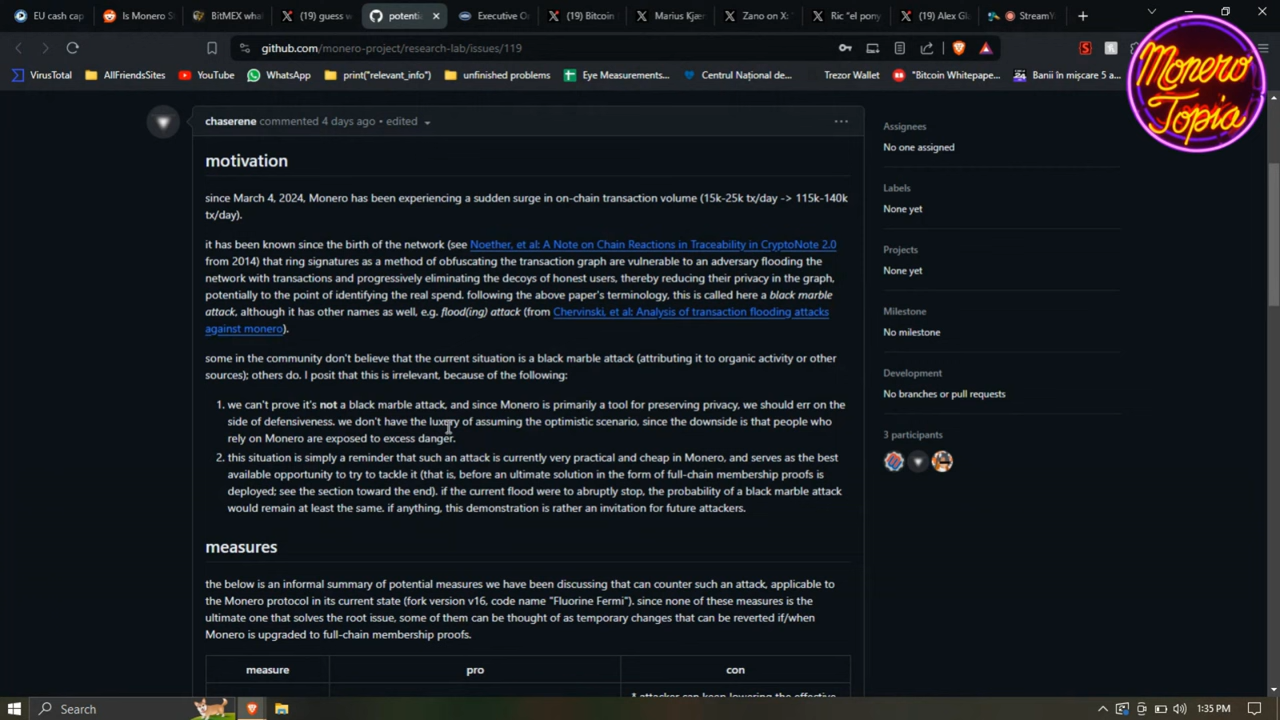 EU cash cap
Is Monero S
BitMEX wha
(19) guess w
potenti
Executive O
(19) Bitcoin
Marius Kjæ
Zano on X:
Ric "el pony
(19) Alex Gl
StreamY
github.com/monero-project/research-lab/issues/119
VirusTotal
AllFriendsSites
YouTube
WhatsApp
print("relevant_info")
unfinished problems
Eye Measurements...
Centrul Național de...
Trezor Wallet
"Bitcoin Whitepape...
Banii în mișcare 5 a...
Monero
Topia
chaserene commented 4 days ago • edited
motivation
since March 4, 2024, Monero has been experiencing a sudden surge in on-chain transaction volume (15k-25k tx/day -> 115k-140k
tx/day).
it has been known since the birth of the network (see Noether, et al: A Note on Chain Reactions in Traceability in CryptoNote 2.0
from 2014) that ring signatures as a method of obfuscating the transaction graph are vulnerable to an adversary flooding the
network with transactions and progressively eliminating the decoys of honest users, thereby reducing their privacy in the graph,
potentially to the point of identifying the real spend. following the above paper's terminology, this is called here a black marble
attack, although it has other names as well, e.g. flood(ing) attack (from Chervinski, et al: Analysis of transaction flooding attacks
against monero).
some in the community don't believe that the current situation is a black marble attack (attributing it to organic activity or other
sources); others do. I posit that this is irrelevant, because of the following:
1. we can't prove it's not a black marble attack, and since Monero is primarily a tool for preserving privacy, we should err on the
side of defensiveness. we don't have the luxury of assuming the optimistic scenario, since the downside is that people who
rely on Monero are exposed to excess danger.
2. this situation is simply a reminder that such an attack is currently very practical and cheap in Monero, and serves as the best
available opportunity to try to tackle it (that is, before an ultimate solution in the form of full-chain membership proofs is
deployed; see the section toward the end). if the current flood were to abruptly stop, the probability of a black marble attack
would remain at least the same. if anything, this demonstration is rather an invitation for future attackers.
measures
the below is an informal summary of potential measures we have been discussing that can counter such an attack, applicable to
the Monero protocol in its current state (fork version v16, code name "Fluorine Fermi"). since none of these measures is the
ultimate one that solves the root issue, some of them can be thought of as temporary changes that can be reverted if/when
Monero is upgraded to full-chain membership proofs.
measure
pro
con
* attacker can keep lowering the effective
Assignees
No one assigned
Labels
None yet
Projects
None yet
Milestone
No milestone
Development
No branches or pull requests
3 participants
Search
1:35 PM